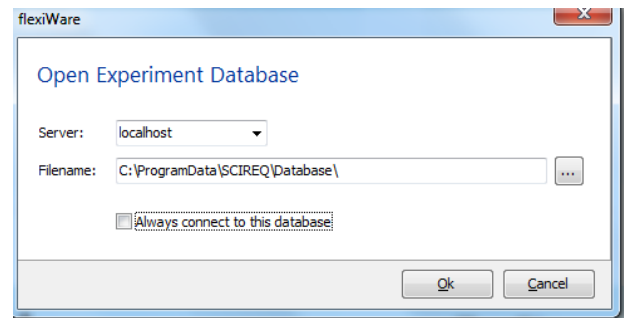 flexiWare
Open Experiment Database
Server: localhost
Filename: C:\ProgramData\SCIREQ\Database\ ...
Always connect to this database
Ok Cancel